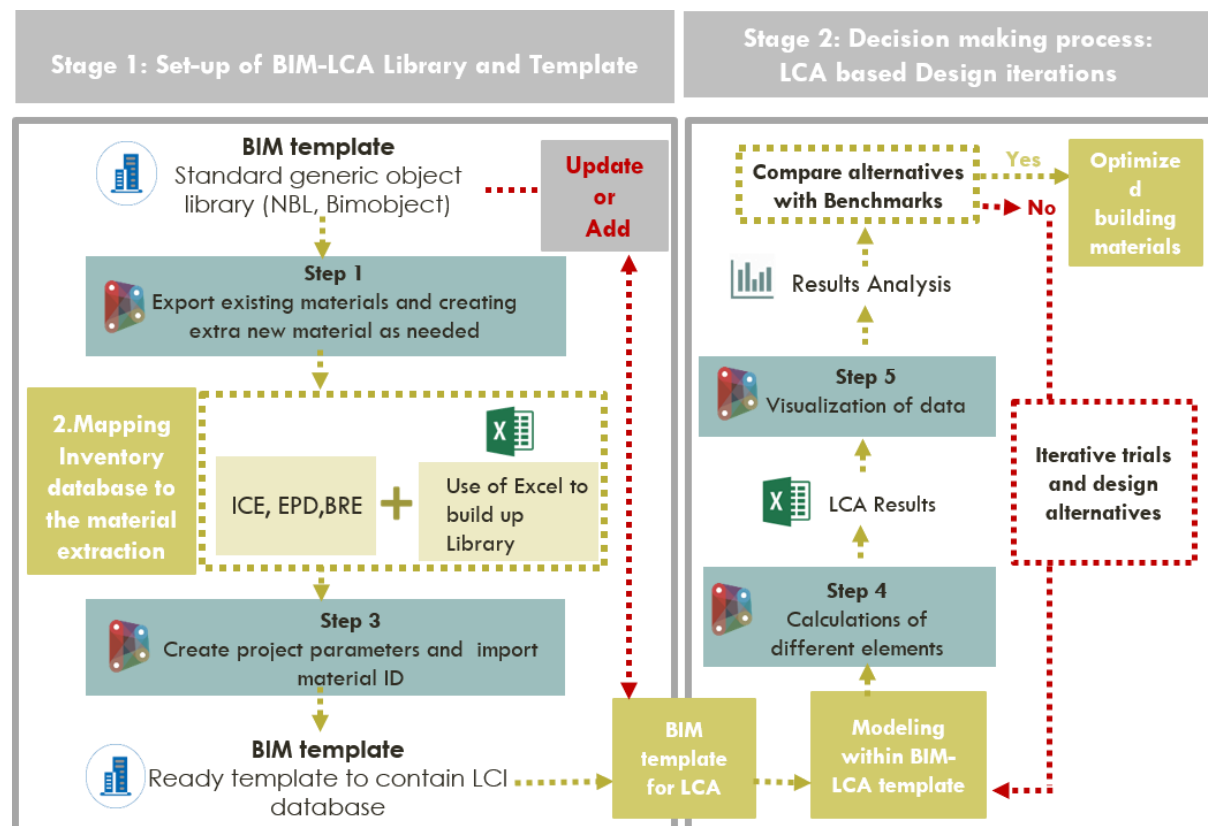 Stage 1: Set-up of BIM-LCA Library and Template
Stage 2: Decision making process:
LCA based Design iterations
BIM template
Standard generic object
library (NBL, Bimobject)
Update
or
Add
Step 1
Export existing materials and creating
extra new material as needed
2.Mapping
Inventory
database to
the material
extraction
ICE, EPD,BRE
X
Use of Excel to
build up
Library
Step 3
Create project parameters and import
material ID
BIM template
Ready template to contain LCI
database
BIM
template
for LCA
Modeling
within BIM-
LCA template
Step 4
Calculations of
different elements
X
LCA Results
Step 5
Visualization of data
Results Analysis
Compare alternatives
with Benchmarks
Yes
No
Optimize
d
building
materials
Iterative trials
and design
alternatives